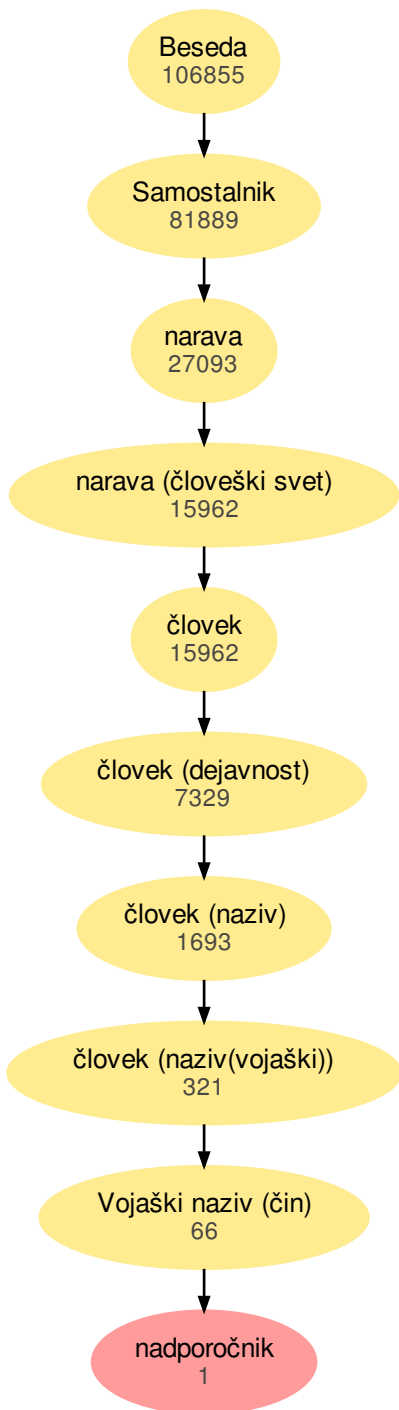 Beseda
106855
Samostalnik
81889
narava
27093
narava (človeški svet)
15962
človek
15962
človek (dejavnost)
7329
človek (naziv)
1693
človek (naziv(vojaški))
321
Vojaški naziv (čin)
66
nadporočnik
1